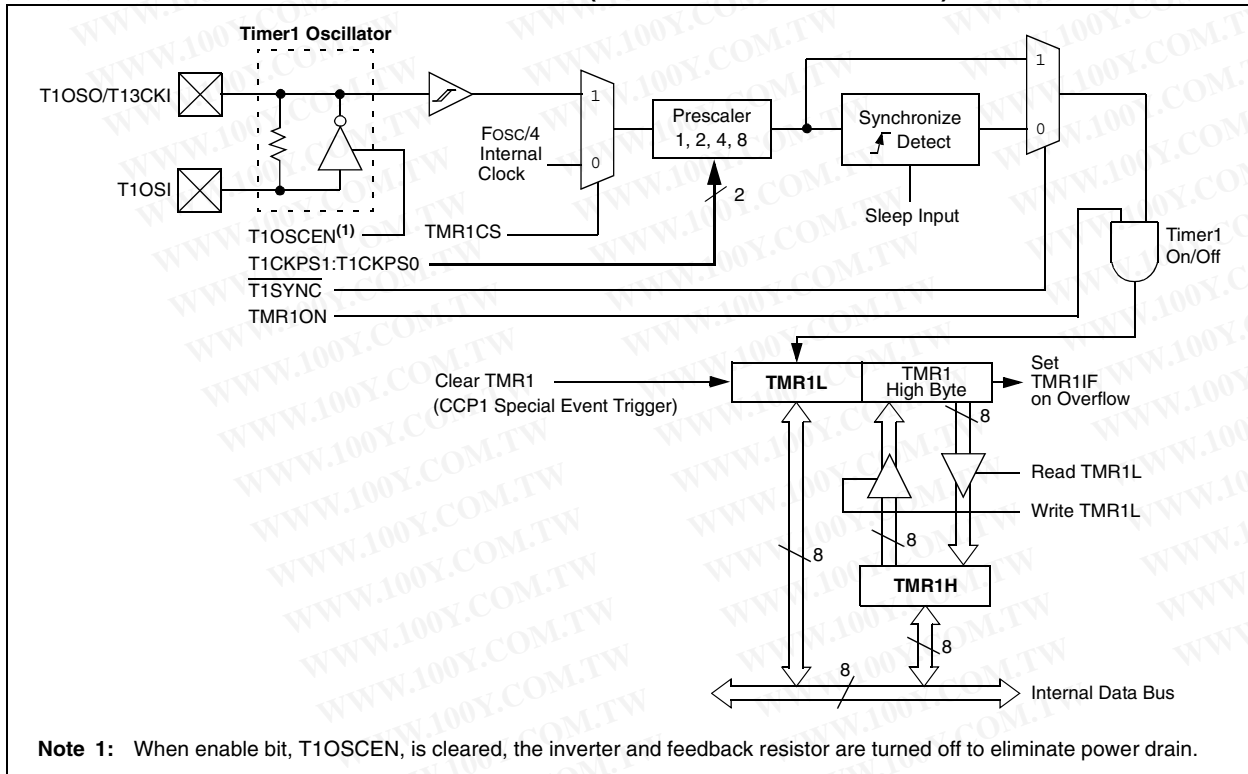 Timer1 Oscillator
T1OSO/T13CKI
T1OSI
FOSC/4
Internal
Clock
1
0
Prescaler
1, 2, 4, 8
2
Synchronize
Detect
1
0
Sleep Input
T1OSCEN(1)
TMR1CS
T1CKPS1:T1CKPS0
T1SYNC
TMR1ON
Timer1
On/Off
Clear TMR1
(CCP1 Special Event Trigger)
TMR1L
TMR1
High Byte
Set
TMR1IF
on Overflow
8
Read TMR1L
Write TMR1L
8
8
TMR1H
8
8
Internal Data Bus
Note 1: When enable bit, T1OSCEN, is cleared, the inverter and feedback resistor are turned off to eliminate power drain.
WWW.100Y.COM.TW